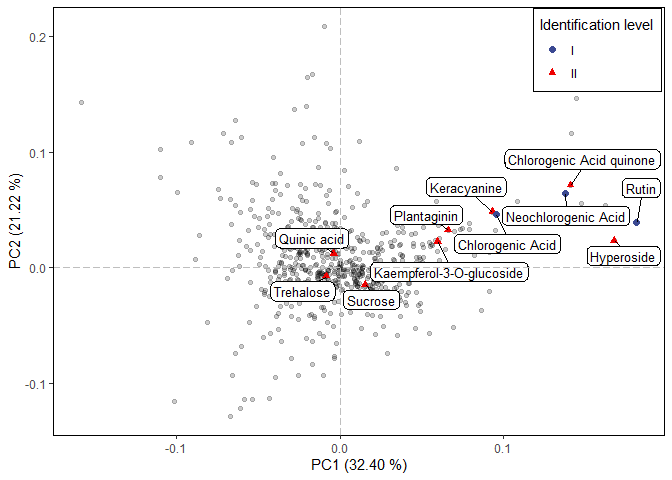 Identification level
I
II
0.2
0.1
0.0
-0.1
PC2 (21.22 %)
Chlorogenic Acid quinone
Keracyanine
Rutin
Plantaginin
Neochlorogenic Acid
Quinic acid
Chlorogenic Acid
Hyperoside
Kaempferol-3-O-glucoside
Trehalose
Sucrose
-0.1
0.0
0.1
PC1 (32.40 %)